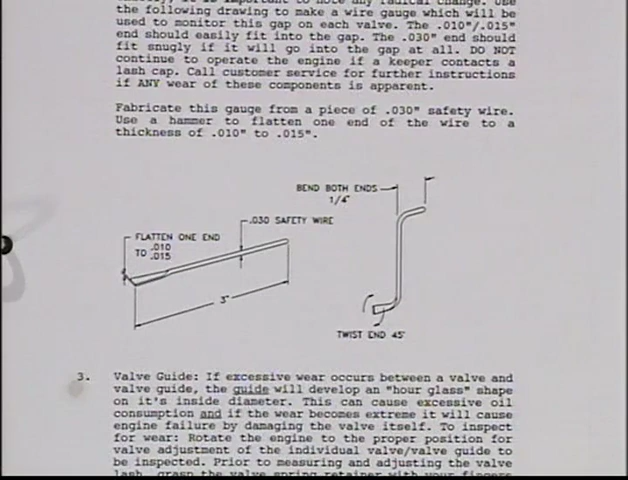 the following drawing to make a wire gauge which will be
used to monitor this gap on each valve. The .010"/.015"
end should easily fit into the gap. The .030" end should
fit snugly if it will go into the gap at all. DO NOT
continue to operate the engine if a keeper contacts a
lash cap. Call customer service for further instructions
if ANY wear of these components is apparent.
Fabricate this gauge from a piece of .030" safety wire.
Use a hammer to flatten one end of the wire to a
thickness of .010" to .015".
BEND BOTH ENDS
1/4"
.030 SAFETY WIRE
FLATTEN ONE END
TO .010
.015
3"
TWIST END 45°
3. Valve Guide: If excessive wear occurs between a valve and
valve guide, the guide will develop an "hour glass" shape
on it's inside diameter. This can cause excessive oil
consumption and if the wear becomes extreme it will cause
engine failure by damaging the valve itself. To inspect
for wear: Rotate the engine to the proper position for
valve adjustment of the individual valve/valve guide to
be inspected. Prior to measuring and adjusting the valve
lash, grasp the valve spring retainer with your fingers